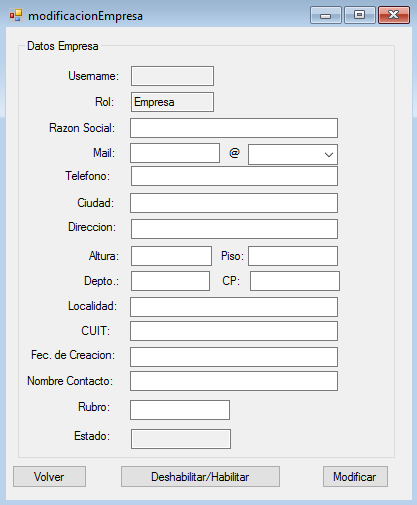 modificacionEmpresa
Datos Empresa
Username:
Rol: Empresa
Razon Social:
Mail: @
Telefono:
Ciudad:
Direccion:
Altura: Piso:
Depto.: CP:
Localidad:
CUIT:
Fec. de Creacion:
Nombre Contacto:
Rubro:
Estado:
Volver Deshabilitar/Habilitar Modificar